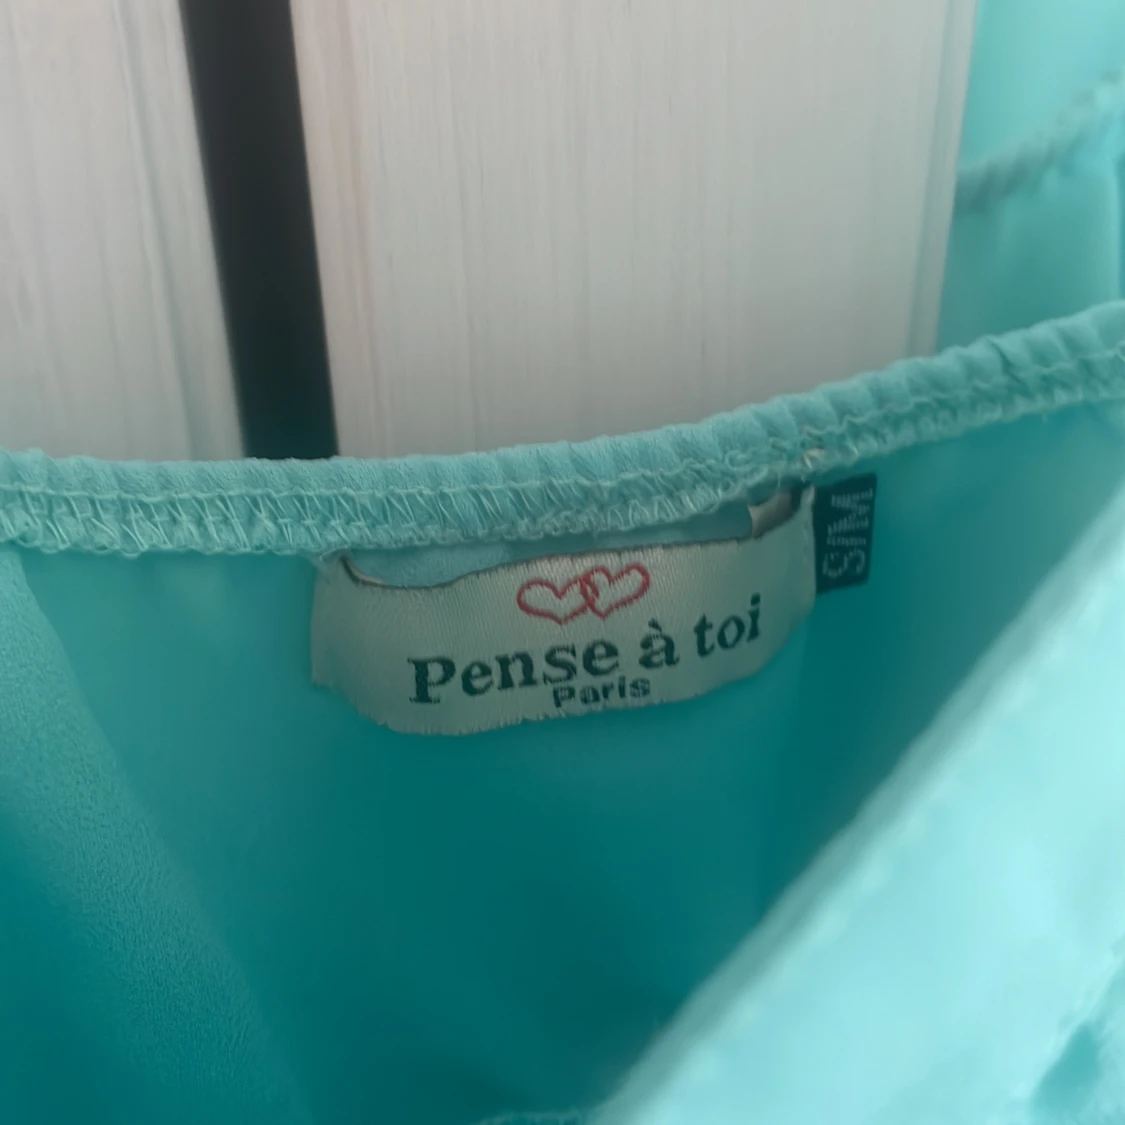 Pense à toi
Paris